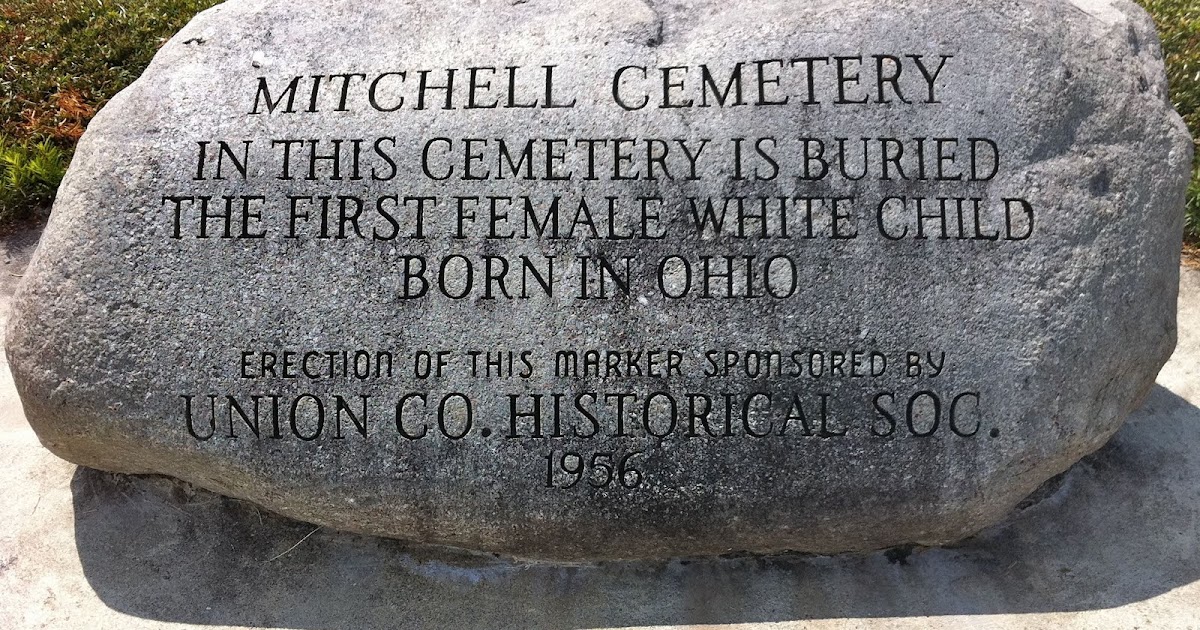 MITCHELL CEMETERY
IN THIS CEMETERY IS BURIED
THE FIRST FEMALE WHITE CHILD
BORN IN OHIO
ERECTION OF THIS MARKER SPONSORED BY
UNION CO. HISTORICAL SOC.
1956